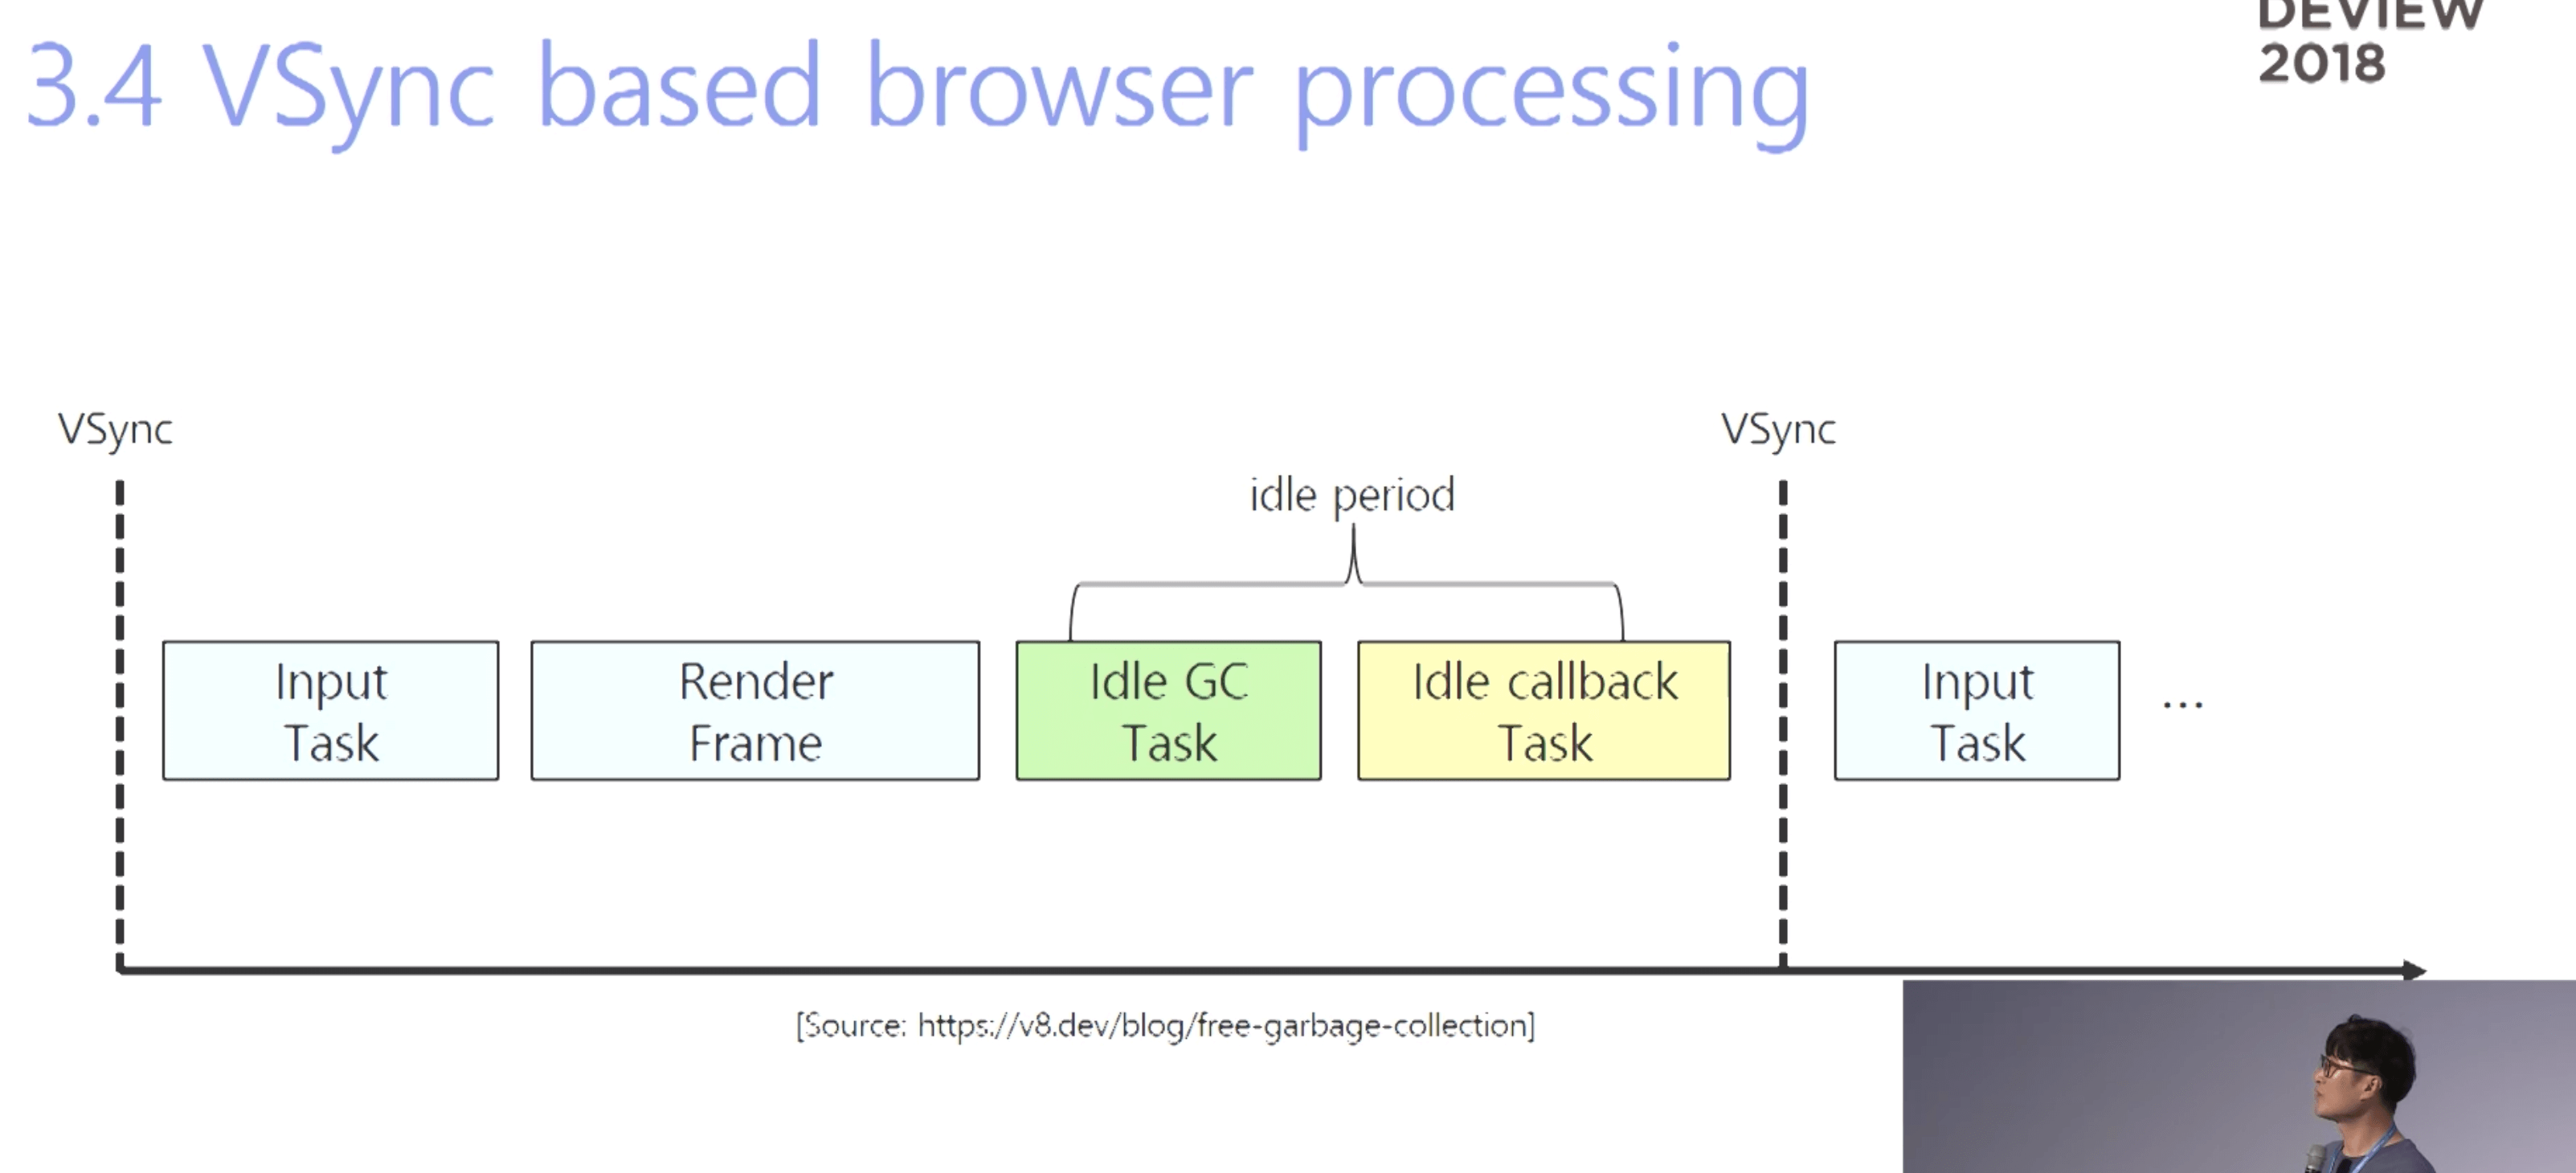 DEVIEW
2018
3.4 VSync based browser processing
VSync
VSync
idle period
Input
Task
Render
Frame
Idle GC
Task
Idle callback
Task
Input
Task
...
[Source: https://v8.dev/blog/free-garbage-collection]